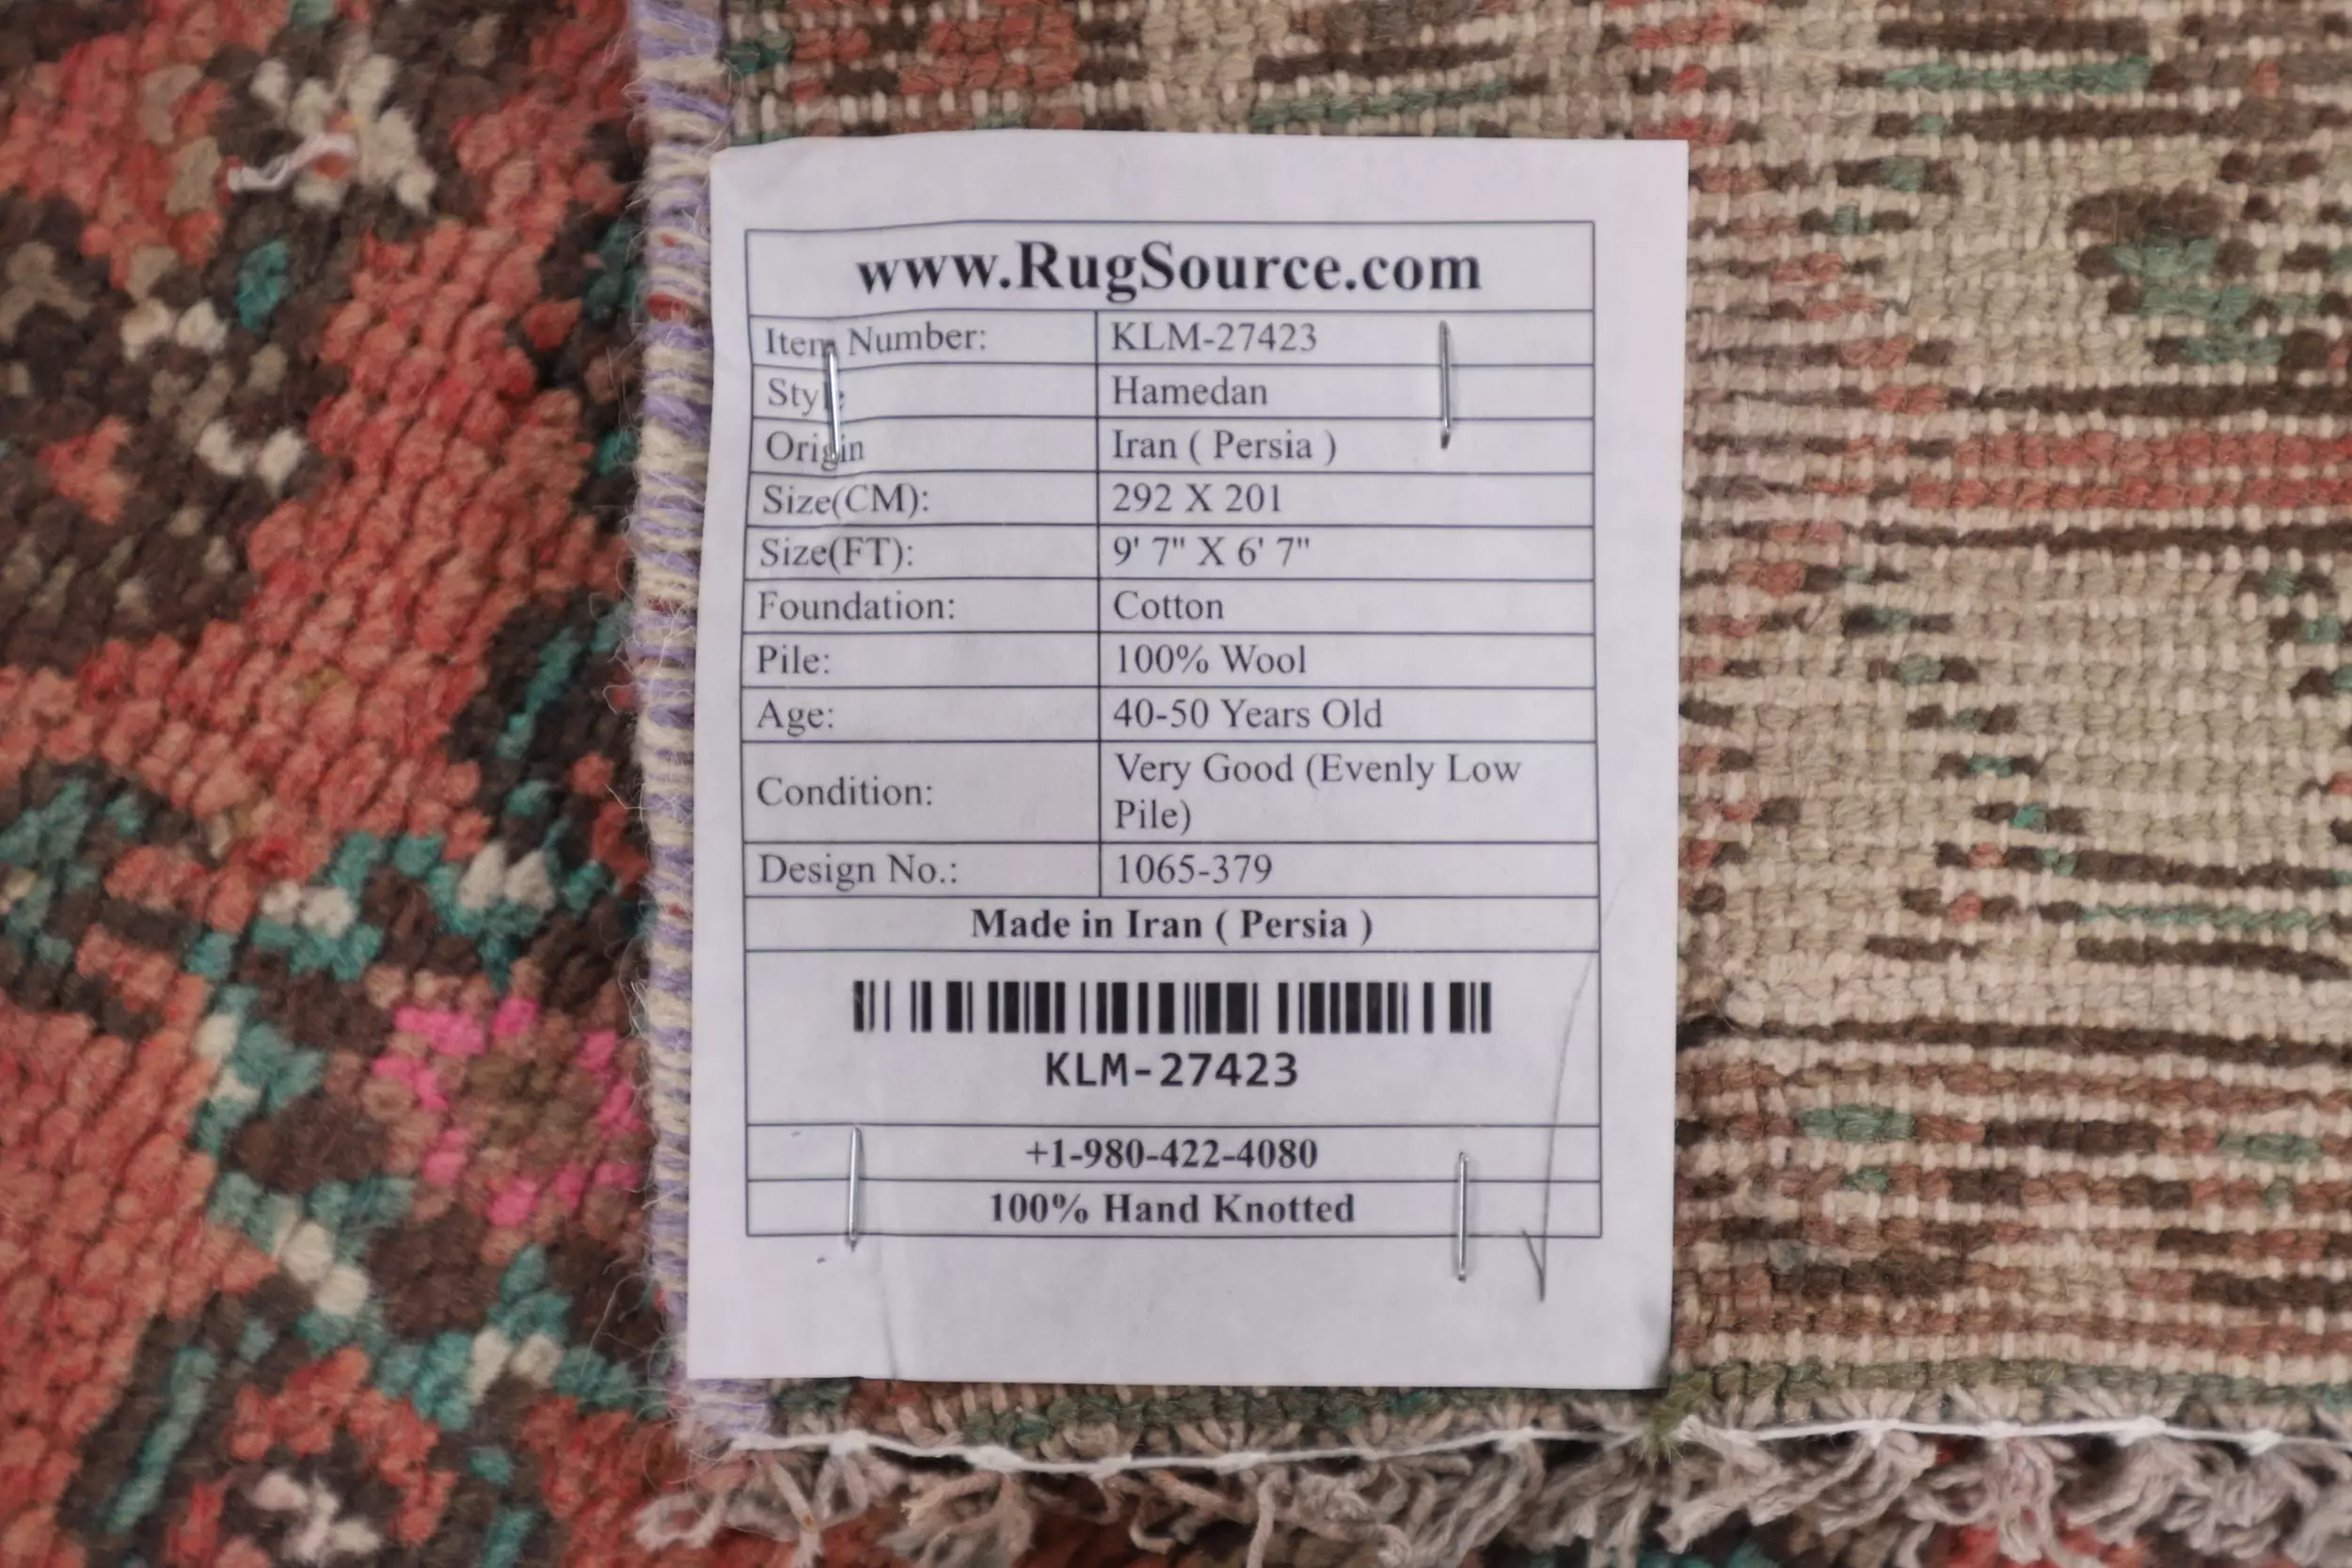 www.RugSource.com
Item Number: KLM-27423
Style Hamedan
Origin Iran ( Persia )
Size(CM): 292 X 201
Size(FT): 9' 7" X 6' 7"
Foundation: Cotton
Pile: 100% Wool
Age: 40-50 Years Old
Condition: Very Good (Evenly Low
Pile)
Design No.: 1065-379
Made in Iran ( Persia )
KLM-27423
+1-980-422-4080
100% Hand Knotted